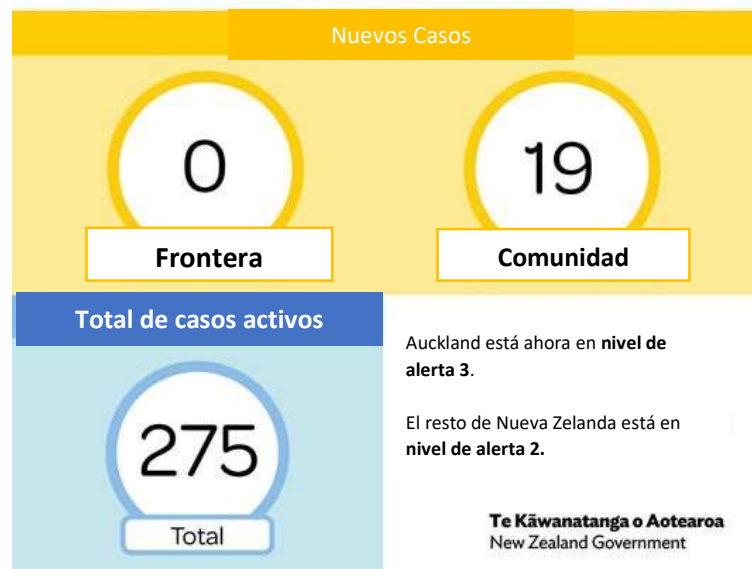 Nuevos Casos
0
19
Frontera
Comunidad
Total de casos activos
275
Total
Auckland está ahora en nivel de
alerta 3.
El resto de Nueva Zelanda está en
nivel de alerta 2.
Te Kāwanatanga o Aotearoa
New Zealand Government